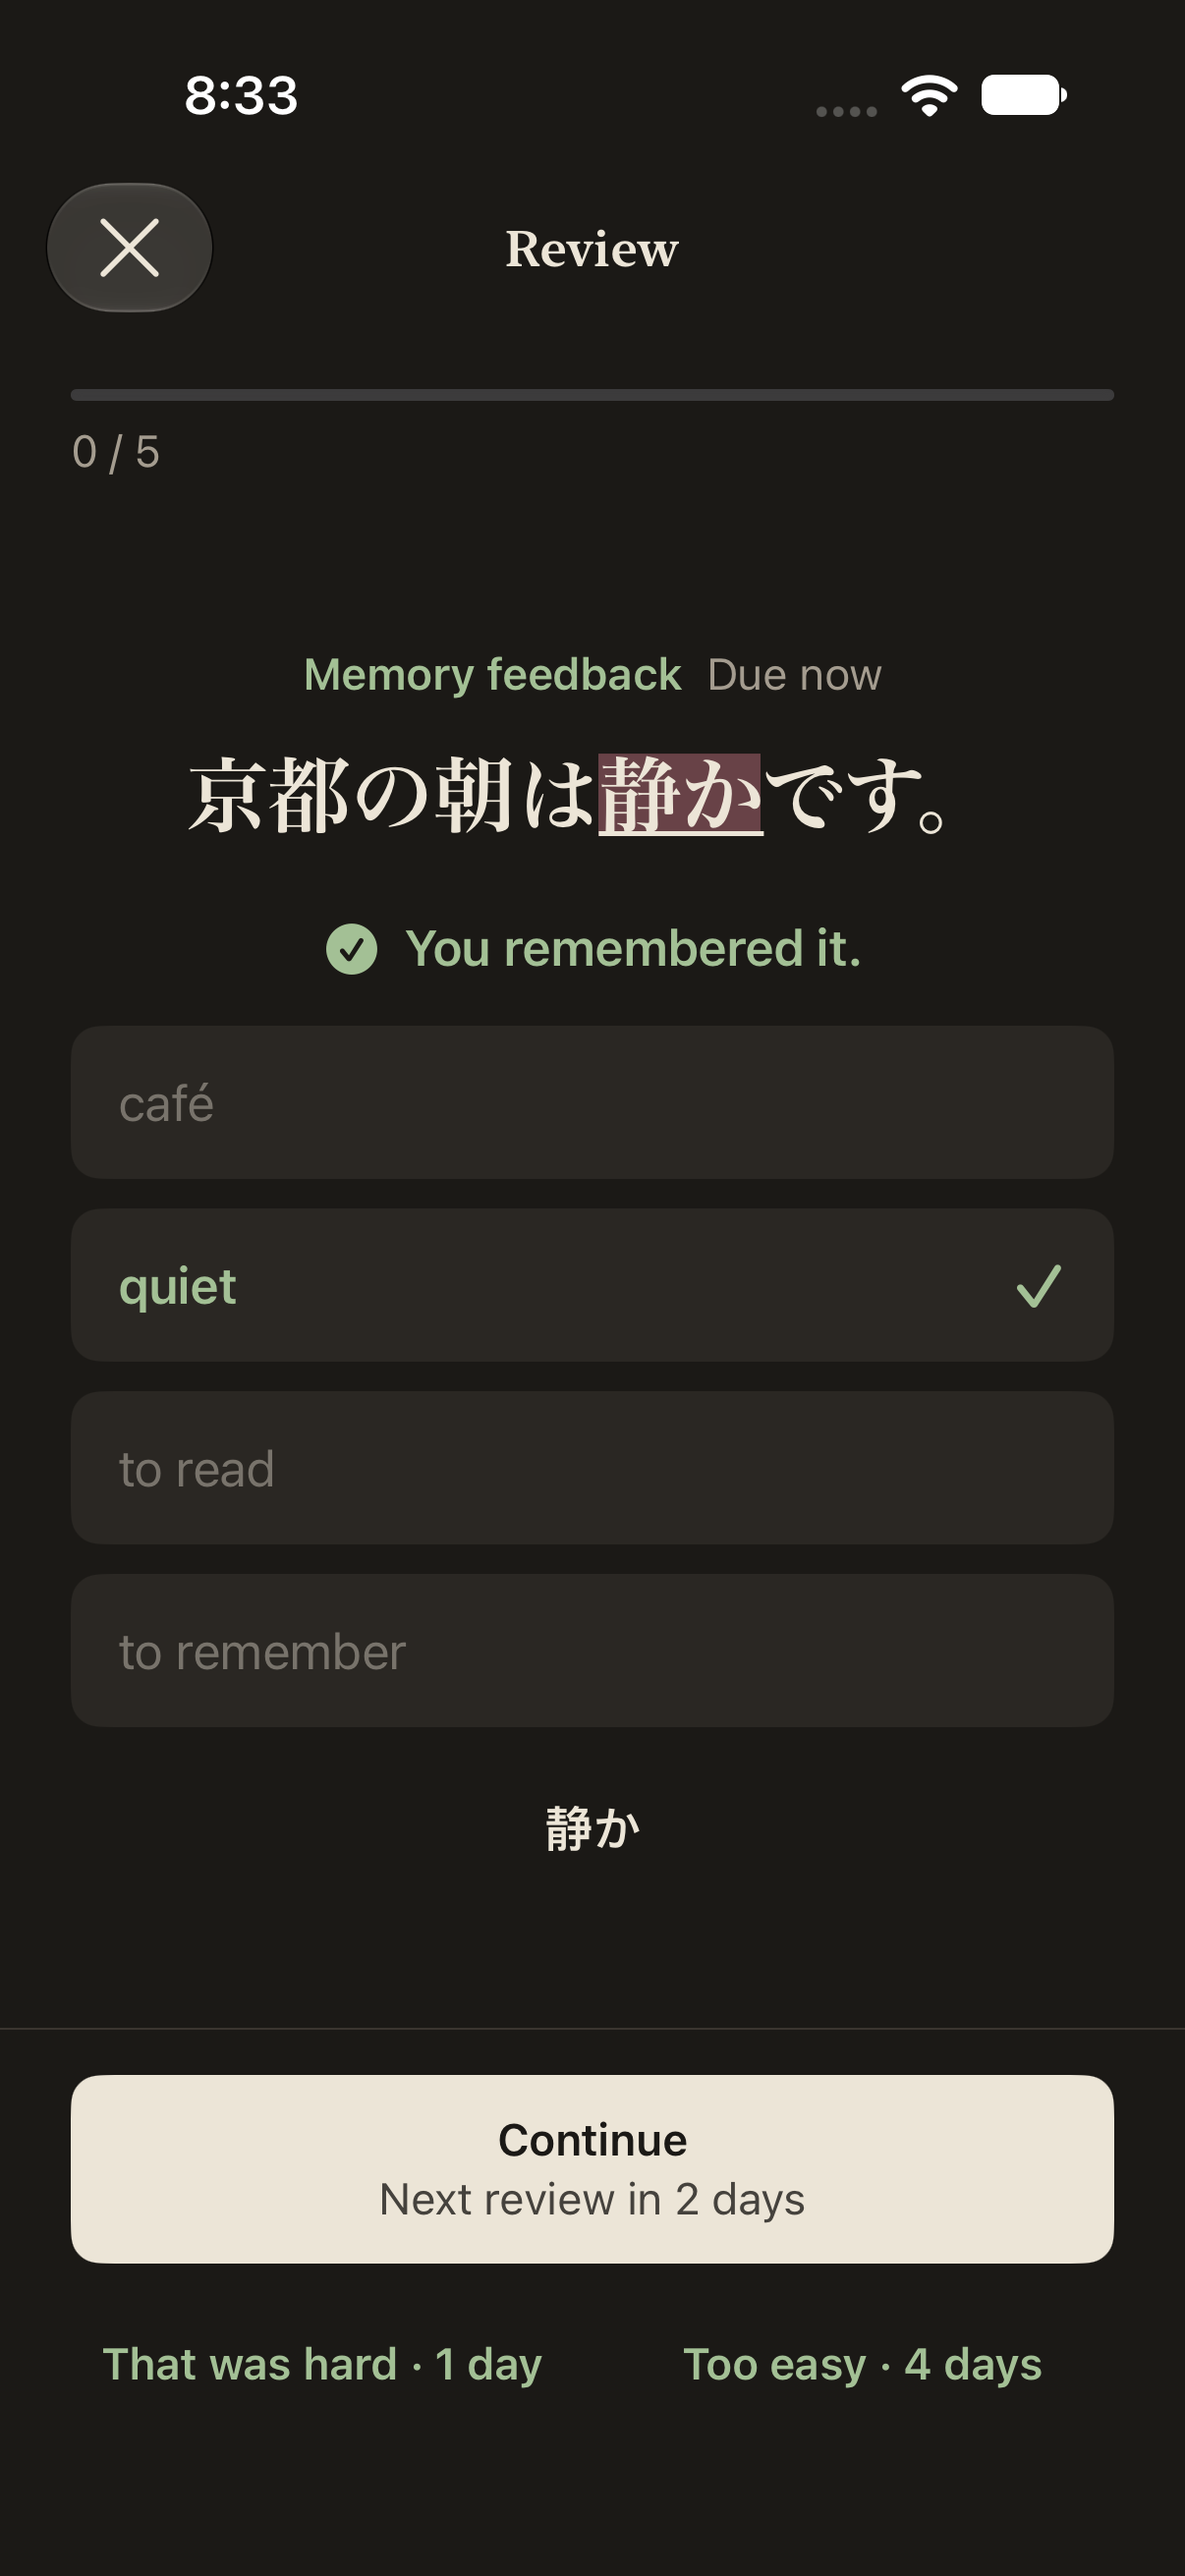 8:33
Review
0 / 5
Memory feedback Due now
京都の朝は静かです。
You remembered it.
café
quiet
to read
to remember
静か
Continue
Next review in 2 days
That was hard · 1 day
Too easy · 4 days